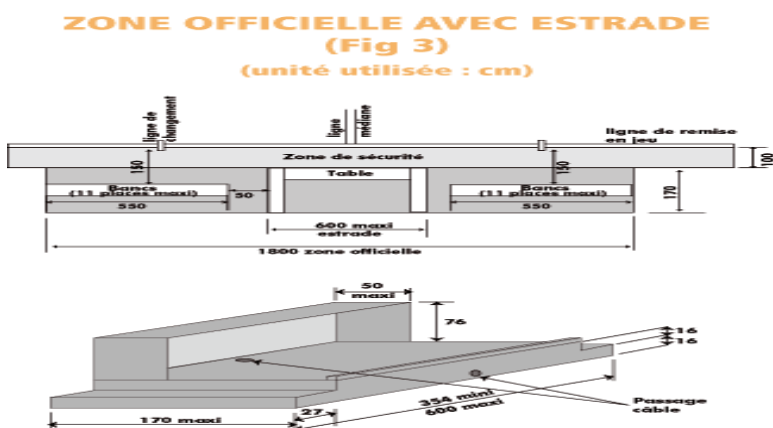 ZONE OFFICIELLE AVEC ESTRADE
(Fig 3)
(unité utilisée : cm)
ligne de
changement
ligne
médiane
ligne de remise
en jeu
Zone de sécurité
100
150
150
Table
Bancs
(11 places maxi)
50
Bancs
(11 places maxi)
170
550
550
600 maxi
estrade
1800 zone officielle
50
maxi
76
16
16
354 mini
600 maxi
Passage
câble
27
170 maxi